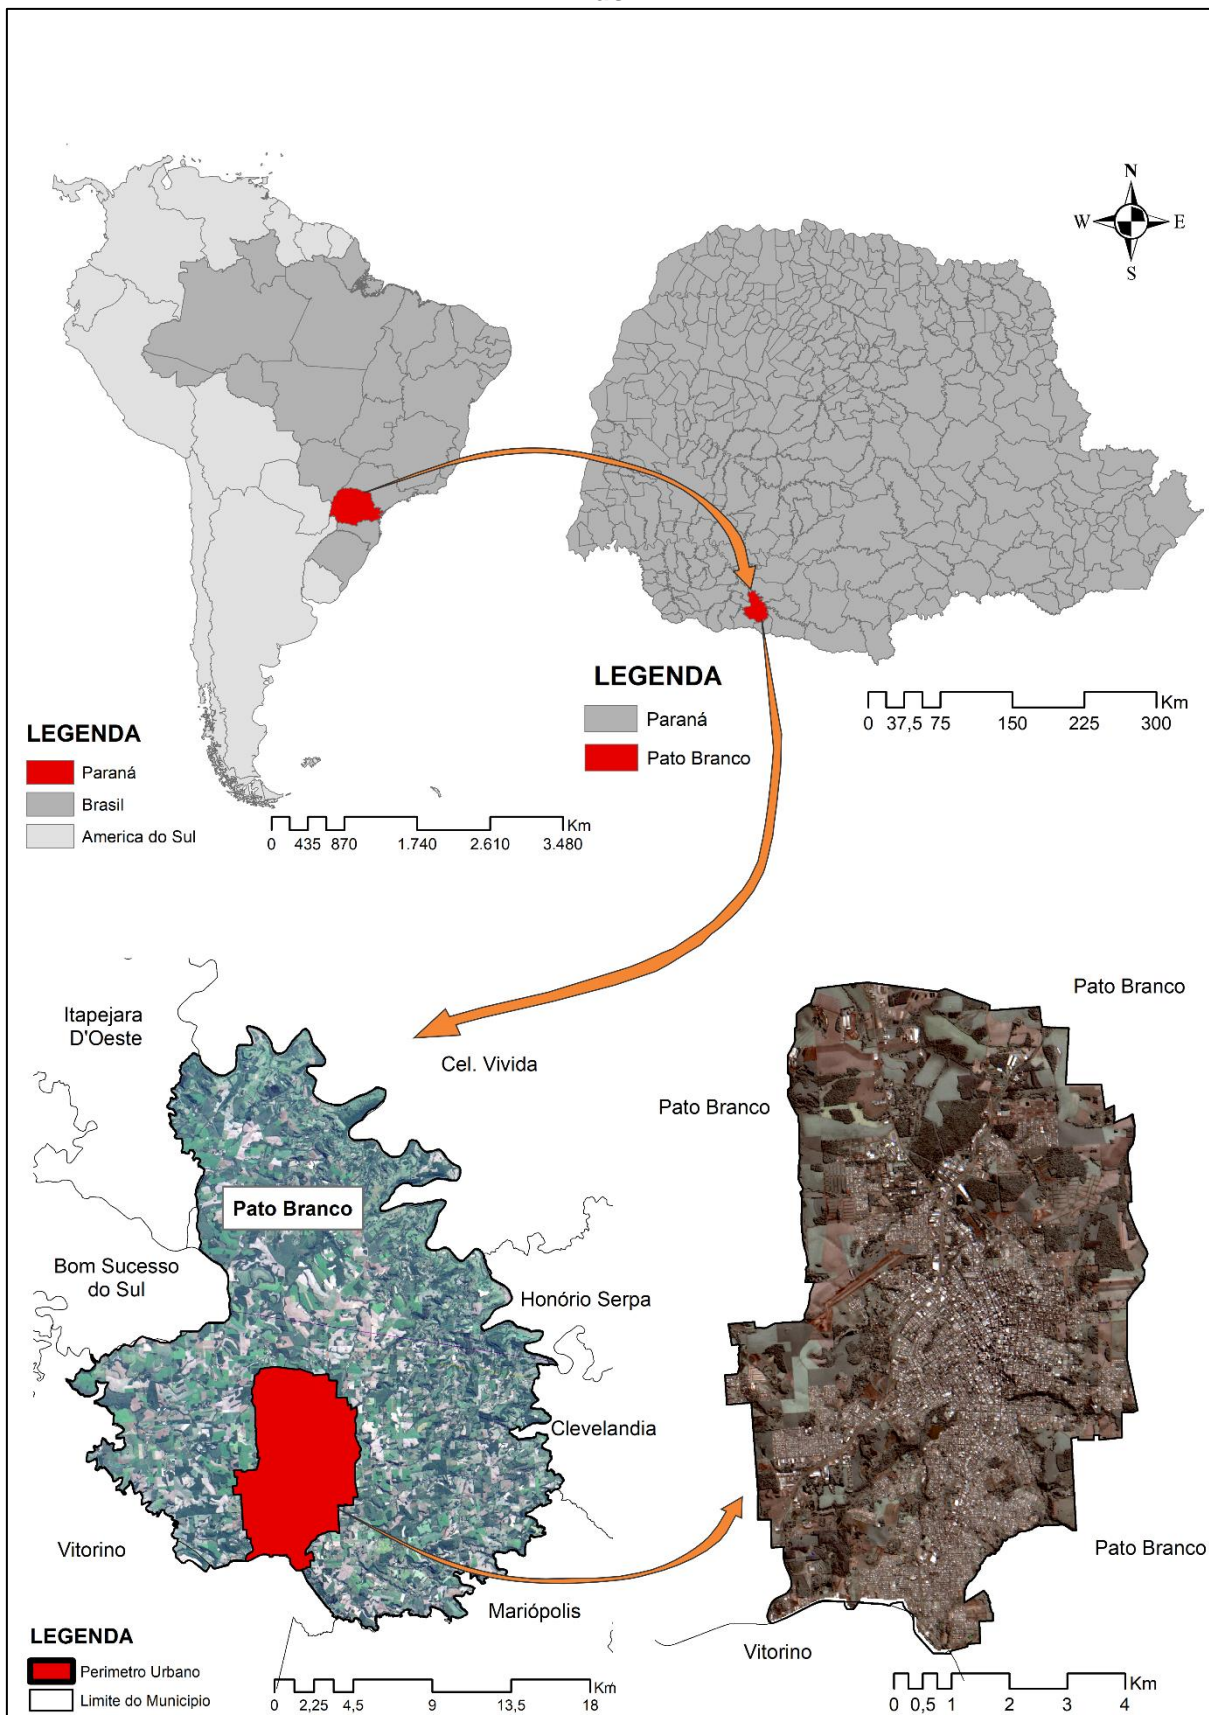 N
W E
S
LEGENDA
Paraná
Brasil
America do Sul
Km
0 435 870 1.740 2.610 3.480
LEGENDA
Paraná
Pato Branco
Km
0 37,5 75 150 225 300
Itapejara
D'Oeste
Cel. Vivida
Pato Branco
Bom Sucesso
do Sul
Honório Serpa
Clevelandia
Vitorino
Mariópolis
LEGENDA
Perimetro Urbano
Limite do Municipio
Km
0 2,25 4,5 9 13,5 18
Pato Branco
Pato Branco
Pato Branco
Vitorino
Km
0 0,5 1 2 3 4